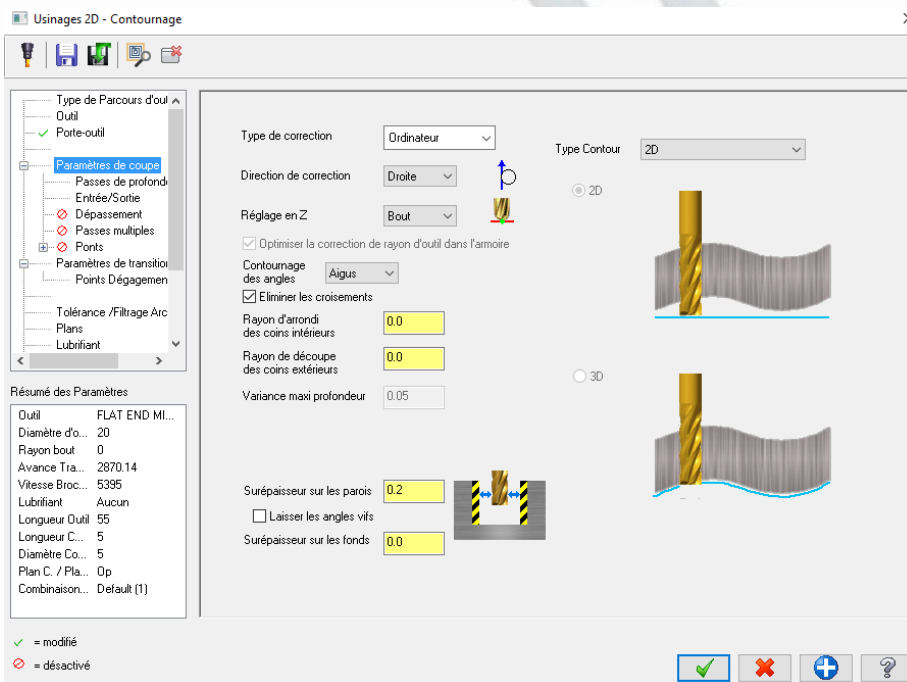 Usinages 2D - Contournage
Type de Parcours d'oul
Outil
Porte-outil
Paramètres de coupe
Passes de profond
Entrée/Sortie
Dépassement
Passes multiples
Ponts
Paramètres de transition
Points Dégagemen
Tolérance /Filtrage Arc
Plans
Lubrifiant
Résumé des Paramètres
Outil FLAT END MI...
Diamètre d'o... 20
Rayon bout 0
Avance Tra... 2870.14
Vitesse Broc... 5395
Lubrifiant Aucun
Longueur Outil 55
Longueur C... 5
Diamètre Co... 5
Plan C. / Pla... Op
Combinaison... Default (1)
= modifié
= désactivé
Type de correction Ordinateur
Direction de correction Droite
Réglage en Z Bout
Optimiser la correction de rayon d'outil dans l'armoire
Contournage
des angles Aigus
Eliminer les croisements
Rayon d'arrondi
des coins intérieurs 0.0
Rayon de découpe
des coins extérieurs 0.0
Variance maxi profondeur 0.05
Surépaisseur sur les parois 0.2
Laisser les angles vifs
Surépaisseur sur les fonds 0.0
Type Contour 2D
2D
3D